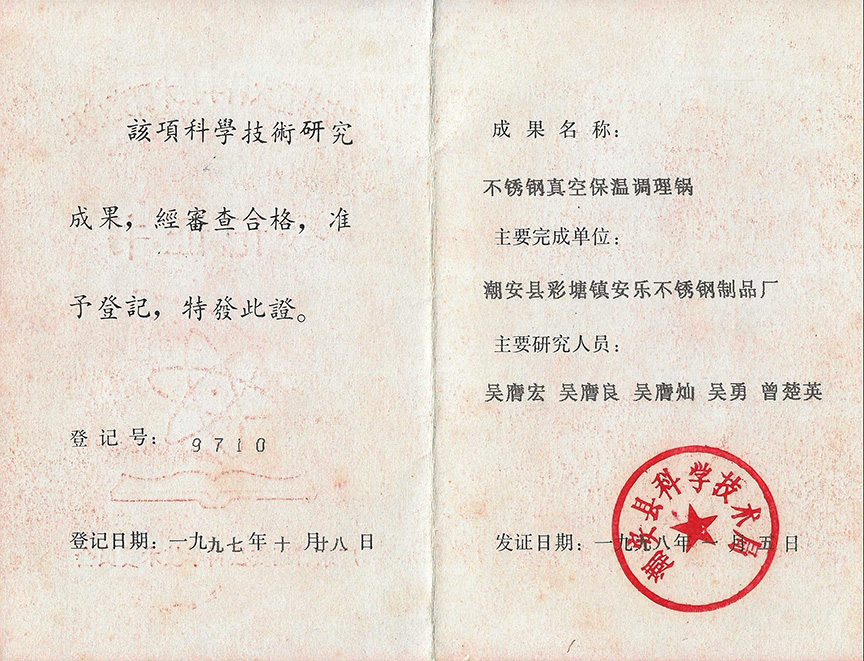 該項科學技術研究
成果，經審查合格，准
予登記，特發此證。
登记号：9710
登记日期：一九九七年十月廿八日
成果名称：
不锈钢真空保温调理锅
主要完成单位：
潮安县彩塘镇安乐不锈钢制品厂
主要研究人员：
吴膺宏 吴膺良 吴膺灿 吴勇 曾楚英
发证日期：一九九八年一月五日
潮安县科学技术局